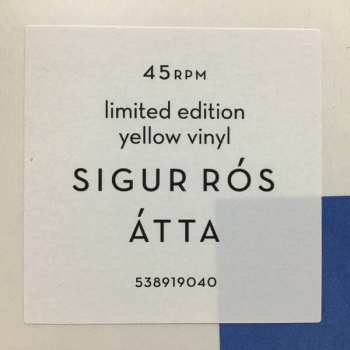 45RPM
limited edition
yellow vinyl
SIGUR RÓS
ÁTTA
538919040